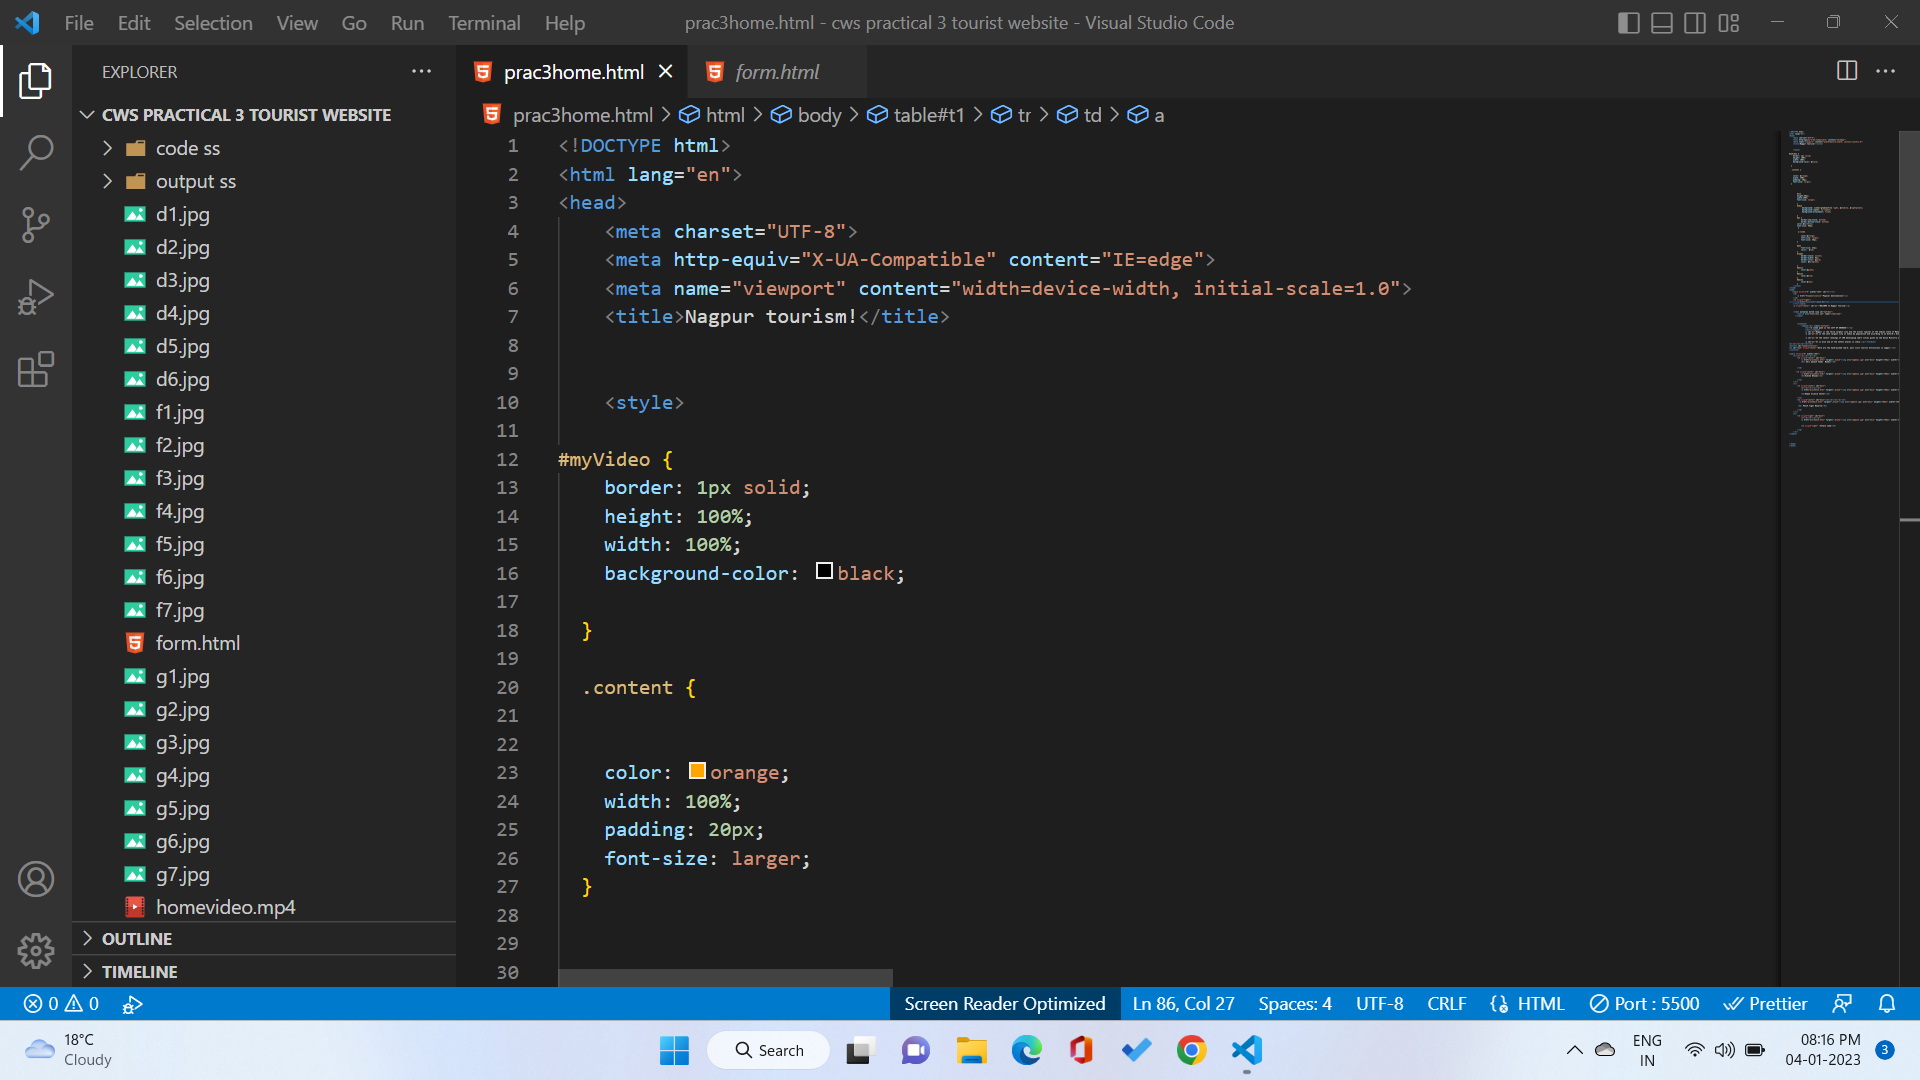 File Edit Selection View Go Run Terminal Help
prac3home.html - cws practical 3 tourist website - Visual Studio Code
EXPLORER
CWS PRACTICAL 3 TOURIST WEBSITE
code ss
output ss
d1.jpg
d2.jpg
d3.jpg
d4.jpg
d5.jpg
d6.jpg
f1.jpg
f2.jpg
f3.jpg
f4.jpg
f5.jpg
f6.jpg
f7.jpg
form.html
g1.jpg
g2.jpg
g3.jpg
g4.jpg
g5.jpg
g6.jpg
g7.jpg
homevideo.mp4
OUTLINE
TIMELINE
prac3home.html form.html
prac3home.html > html > body > table#t1 > tr > td > a
1 <!DOCTYPE html>
2 <html lang="en">
3 <head>
4 <meta charset="UTF-8">
5 <meta http-equiv="X-UA-Compatible" content="IE=edge">
6 <meta name="viewport" content="width=device-width, initial-scale=1.0">
7 <title>Nagpur tourism!</title>
8
9
10 <style>
11
12 #myVideo {
13 border: 1px solid;
14 height: 100%;
15 width: 100%;
16 background-color: black;
17
18 }
19
20 .content {
21
22
23 color: orange;
24 width: 100%;
25 padding: 20px;
26 font-size: larger;
27 }
28
29
30
0 0
Screen Reader Optimized Ln 86, Col 27 Spaces: 4 UTF-8 CRLF HTML Port : 5500 Prettier
18°C
Cloudy
Search
ENG
IN
08:16 PM
04-01-2023
3